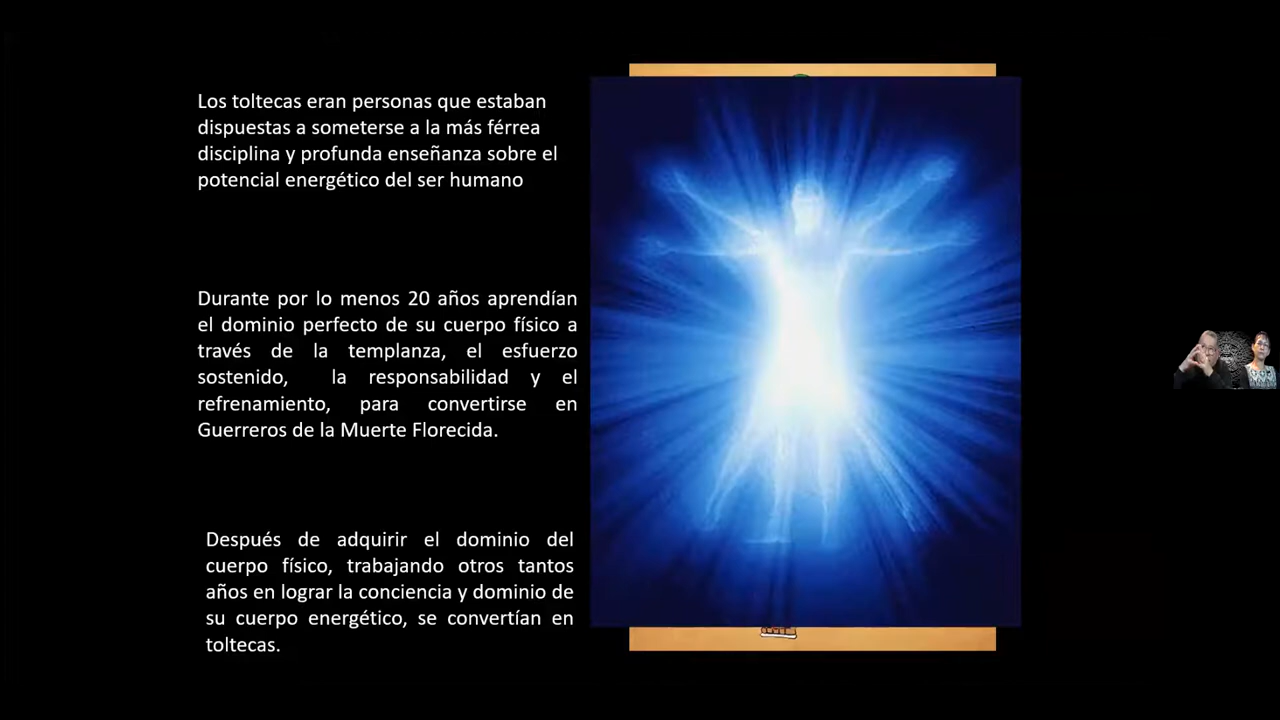 Los toltecas eran personas que estaban
dispuestas a someterse a la más férrea
disciplina y profunda enseñanza sobre el
potencial energético del ser humano
Durante por lo menos 20 años aprendían
el dominio perfecto de su cuerpo físico a
través de la templanza, el esfuerzo
sostenido, la responsabilidad y el
refrenamiento, para convertirse en
Guerreros de la Muerte Florecida.
Después de adquirir el dominio del
cuerpo físico, trabajando otros tantos
años en lograr la conciencia y dominio de
su cuerpo energético, se convertían en
toltecas.